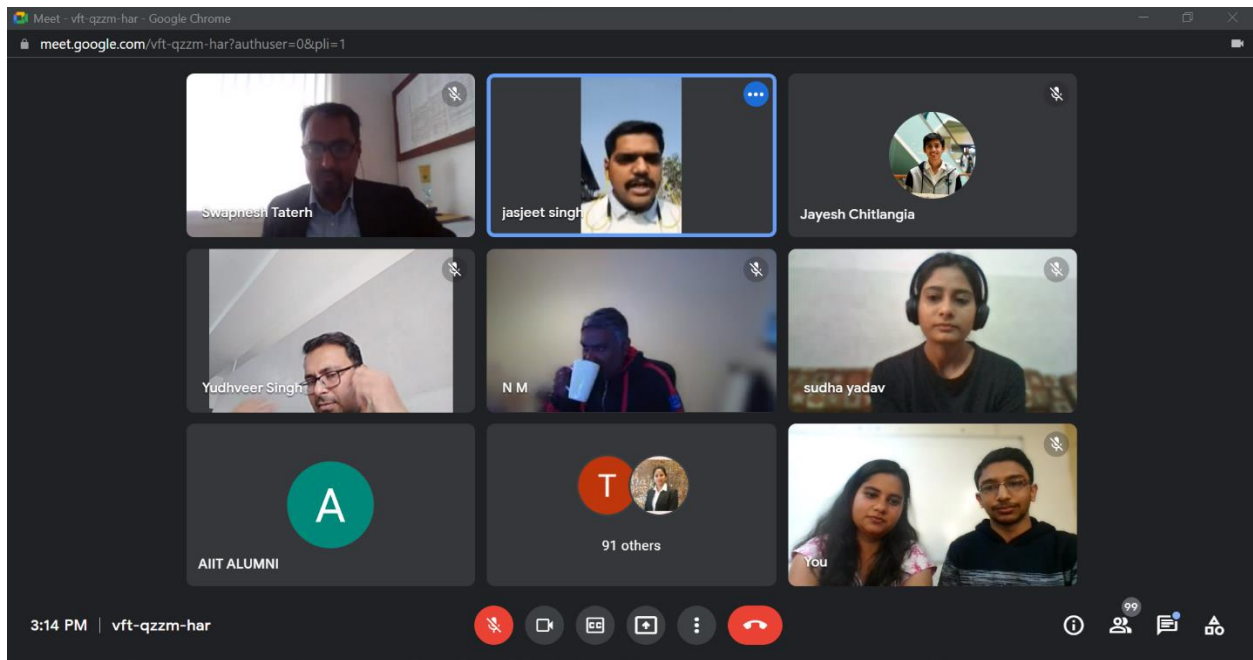 Meet - vft-qzzm-har - Google Chrome
meet.google.com/vft-qzzm-har?authuser=0&pli=1
Swapnesh Taterh
jasjeet singh
Jayesh Chitlangia
Yudhveer Singh
N M
sudha yadav
A
AIIT ALUMNI
T
91 others
You
3:14 PM | vft-qzzm-har
CC
99